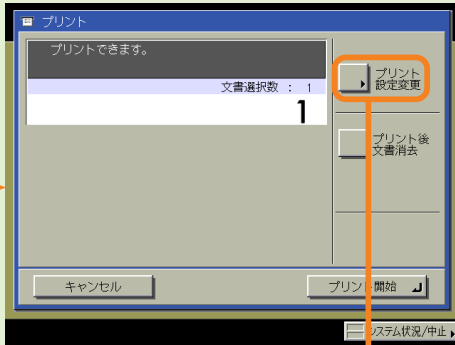 プリント
プリントできます。
文書選択数 : 1
1
プリント
設定変更
プリント後
文書消去
キャンセル
プリント開始
システム状況/中止